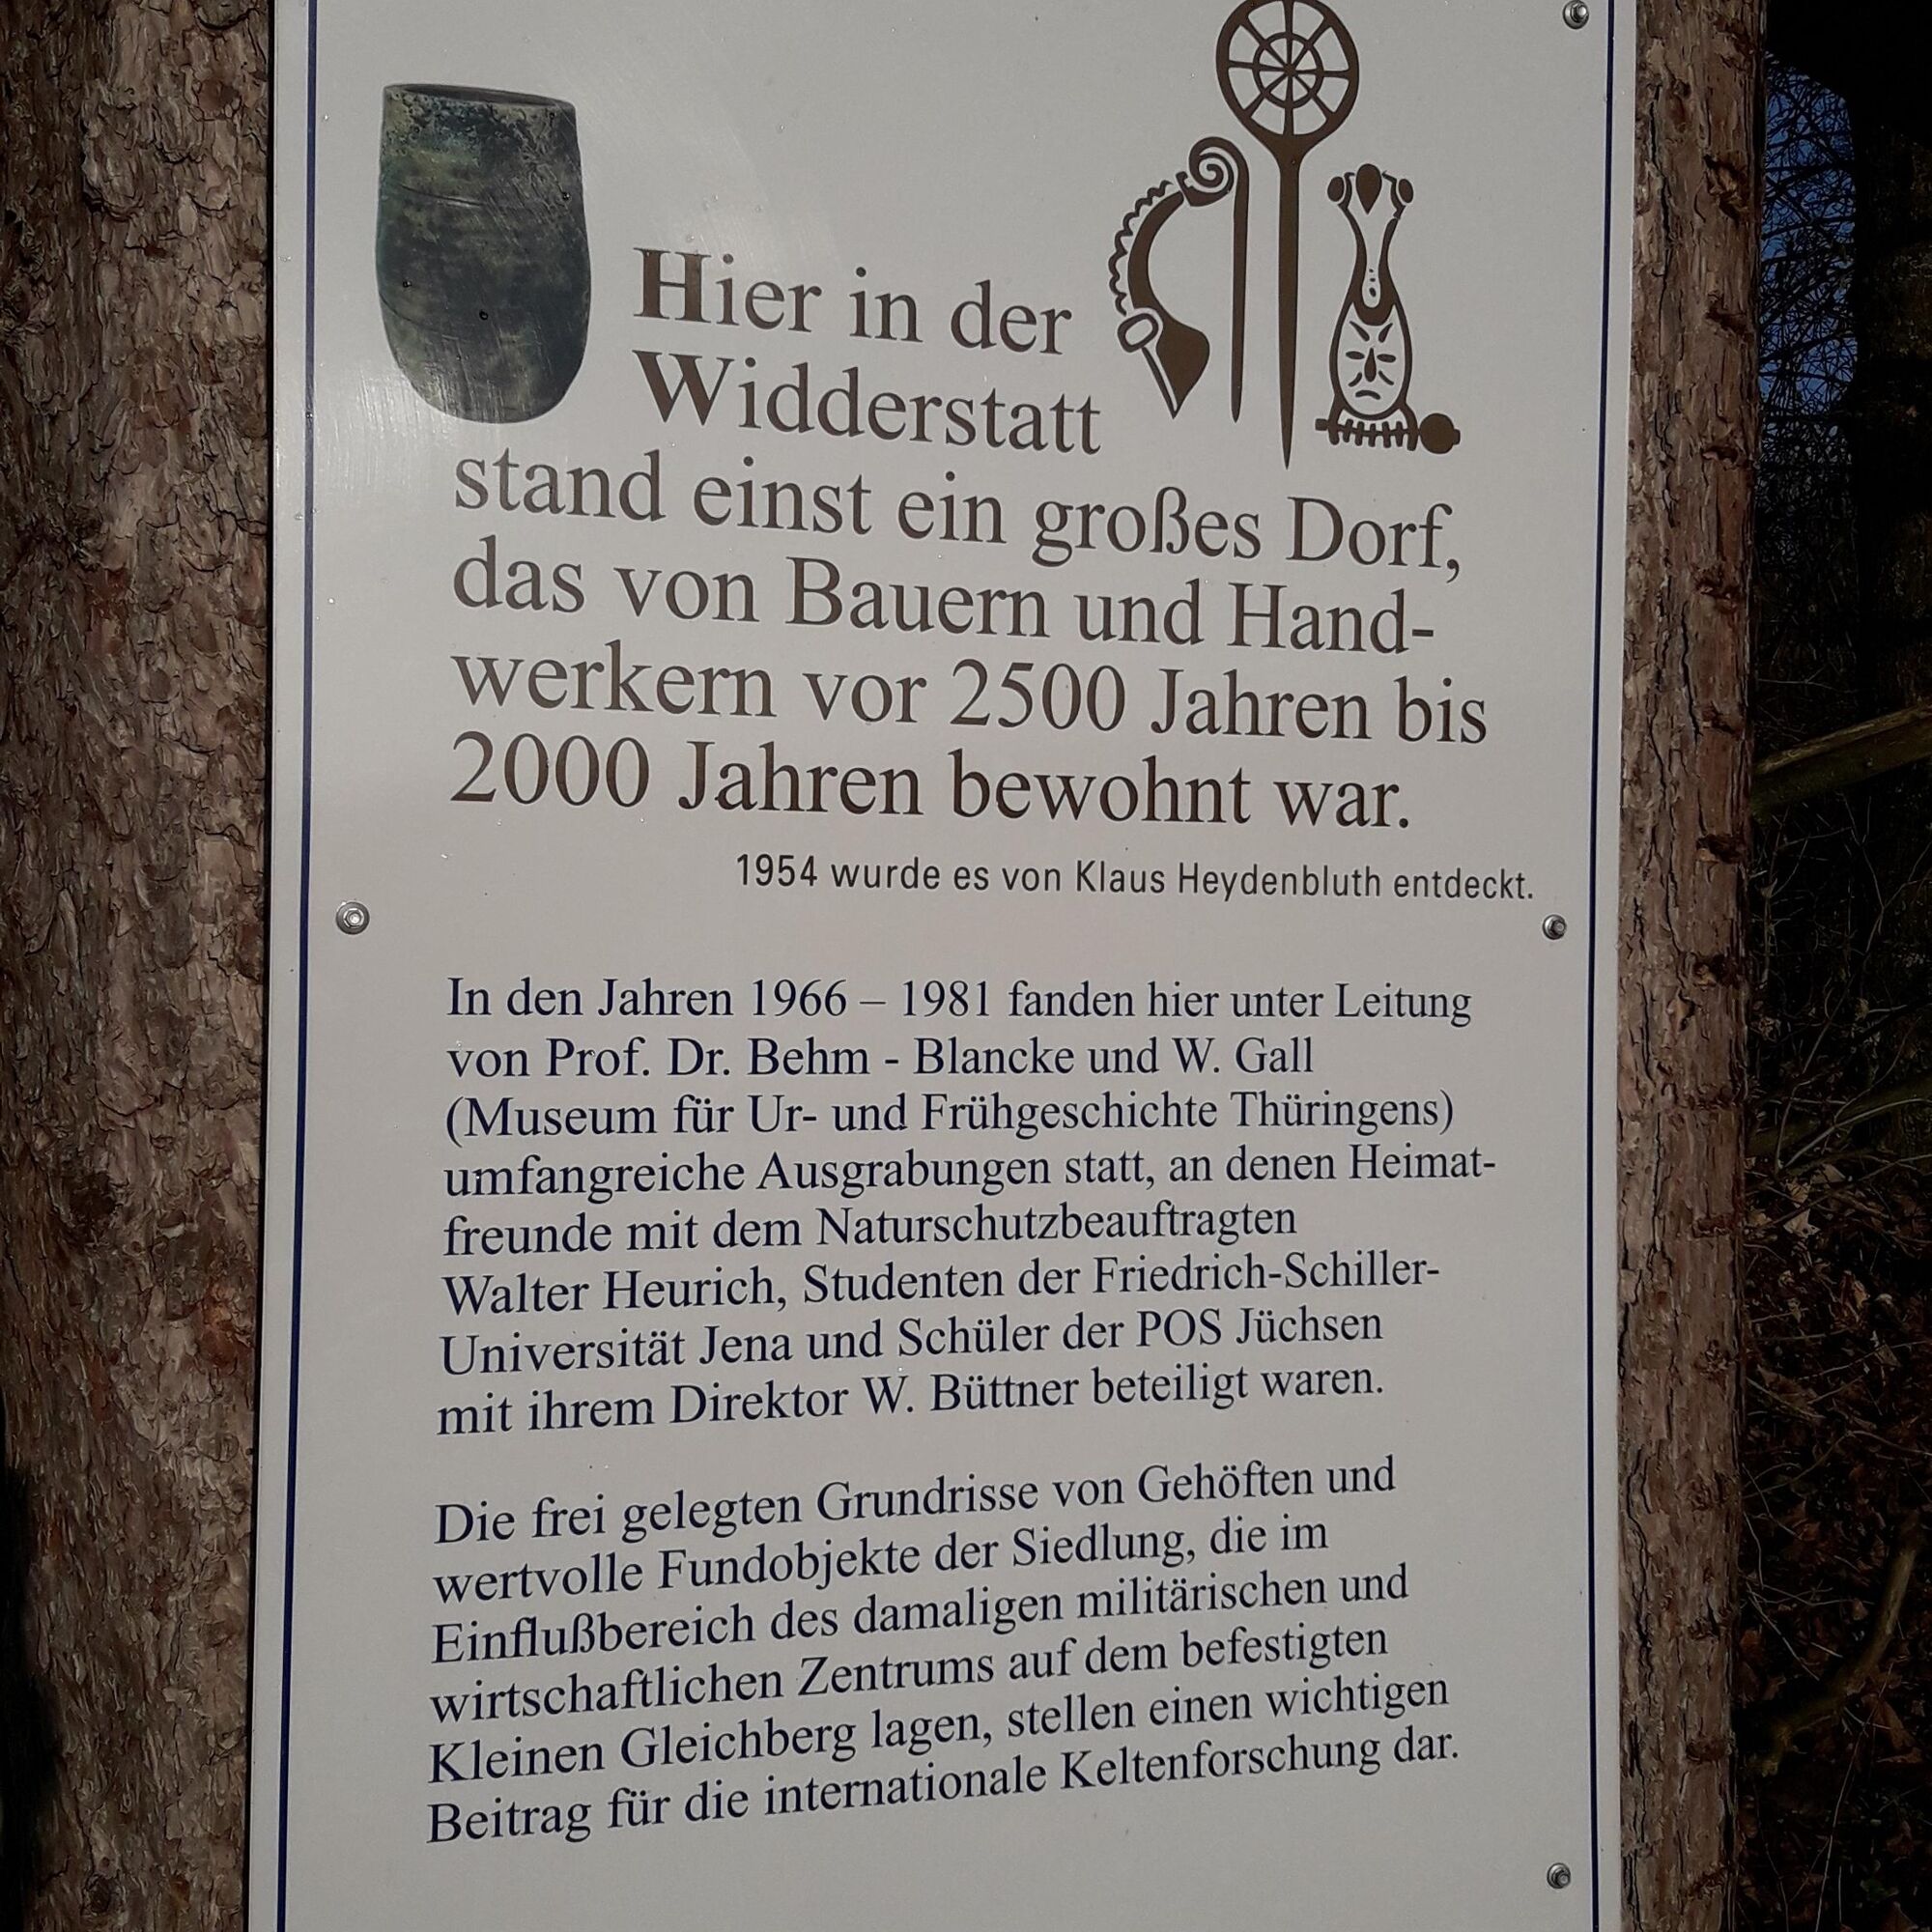 Hier in der
Widderstatt
stand einst ein großes Dorf,
das von Bauern und Hand-
werkern vor 2500 Jahren bis
2000 Jahren bewohnt war.
1954 wurde es von Klaus Heydenbluth entdeckt.
In den Jahren 1966 – 1981 fanden hier unter Leitung
von Prof. Dr. Behm - Blancke und W. Gall
(Museum für Ur- und Frühgeschichte Thüringens)
umfangreiche Ausgrabungen statt, an denen Heimat-
freunde mit dem Naturschutzbeauftragten
Walter Heurich, Studenten der Friedrich-Schiller-
Universität Jena und Schüler der POS Jüchsen
mit ihrem Direktor W. Büttner beteiligt waren.
Die frei gelegten Grundrisse von Gehöften und
wertvolle Fundobjekte der Siedlung, die im
Einflußbereich des damaligen militärischen und
wirtschaftlichen Zentrums auf dem befestigten
Kleinen Gleichberg lagen, stellen einen wichtigen
Beitrag für die internationale Keltenforschung dar.